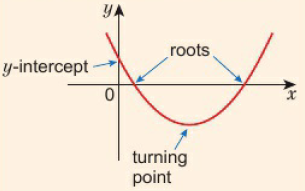 y
roots
y-intercept
0
x
turning
point